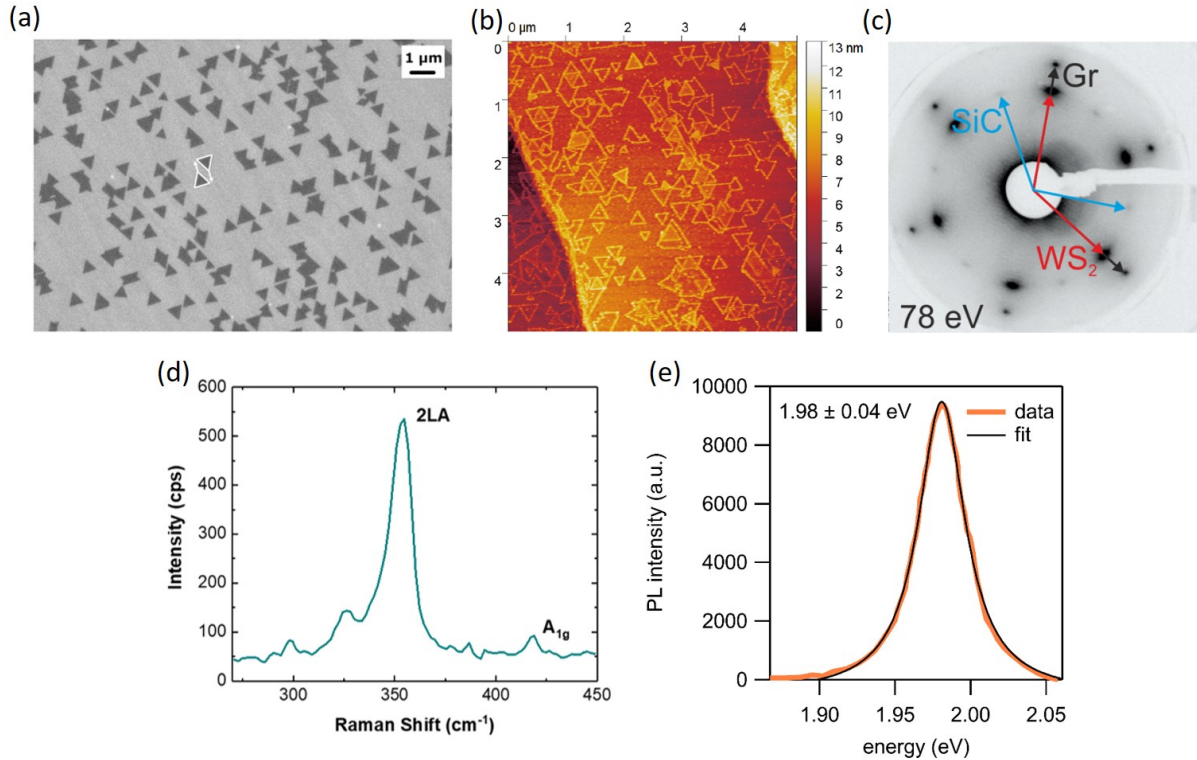 (a)
1 µm
(b)
0 µm 1 2 3 4
0
1
2
3
4
13 nm
12
11
10
9
8
7
6
5
4
3
2
1
0
(c)
Gr
SiC
WS₂
78 eV
(d)
600
500
400
300
200
100
0
Intensity (cps)
2LA
A₁g
300 350 400 450
Raman Shift (cm⁻¹)
(e)
10000
8000
6000
4000
2000
0
PL intensity (a.u.)
1.98 ± 0.04 eV
data
fit
1.90 1.95 2.00 2.05
energy (eV)